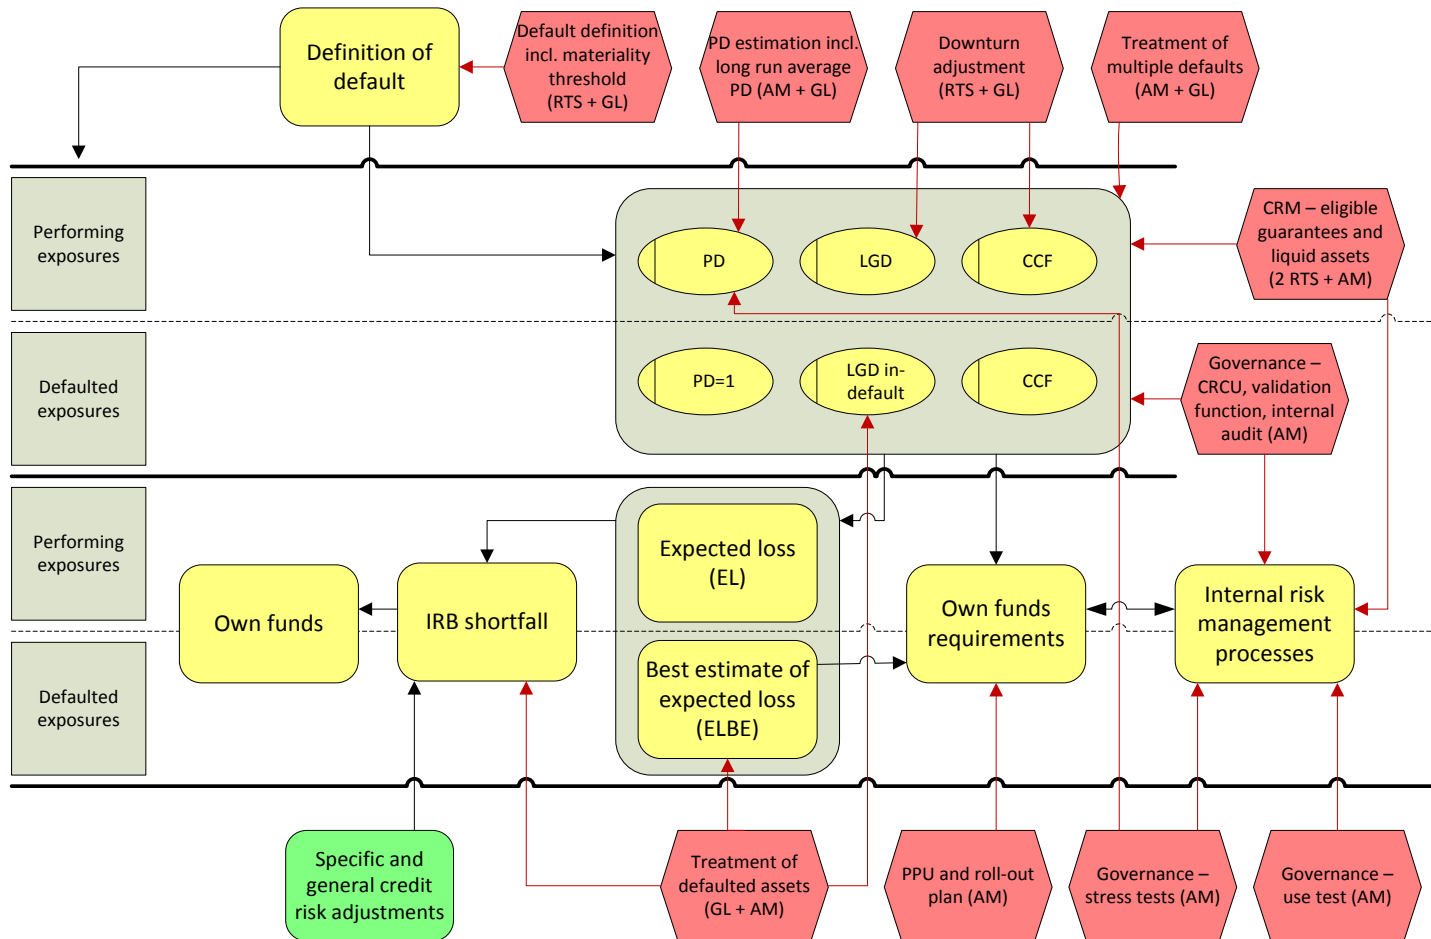 Definition of
default
Default definition
incl. materiality
threshold
(RTS + GL)
PD estimation incl.
long run average
PD (AM + GL)
Downturn
adjustment
(RTS + GL)
Treatment of
multiple defaults
(AM + GL)
Performing
exposures
PD
LGD
CCF
CRM – eligible
guarantees and
liquid assets
(2 RTS + AM)
Defaulted
exposures
PD=1
LGD in-
default
CCF
Governance –
CRCU, validation
function, internal
audit (AM)
Performing
exposures
Own funds
IRB shortfall
Expected loss
(EL)
Own funds
requirements
Internal risk
management
processes
Defaulted
exposures
Best estimate of
expected loss
(ELBE)
Specific and
general credit
risk adjustments
Treatment of
defaulted assets
(GL + AM)
PPU and roll-out
plan (AM)
Governance –
stress tests (AM)
Governance –
use test (AM)